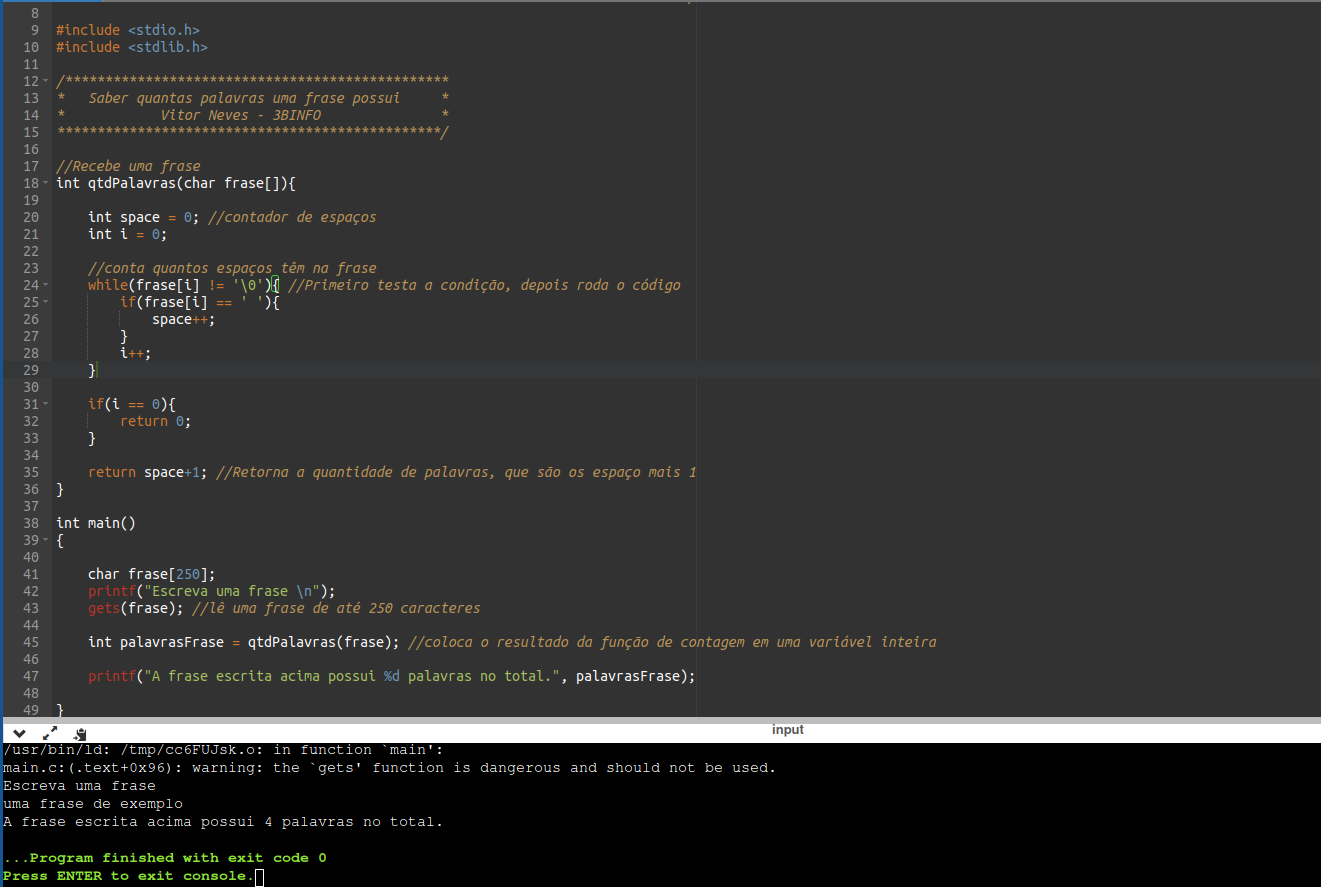 8
9 #include <stdio.h>
10 #include <stdlib.h>
11
12 /************************************************
13 *   Saber quantas palavras uma frase possui     *
14 *            Vitor Neves - 3BINFO               *
15 ************************************************/
16
17 //Recebe uma frase
18 int qtdPalavras(char frase[]){
19
20     int space = 0; //contador de espaços
21     int i = 0;
22
23     //conta quantos espaços têm na frase
24     while(frase[i] != '\0'){ //Primeiro testa a condição, depois roda o código
25         if(frase[i] == ' '){
26             space++;
27         }
28         i++;
29     }
30
31     if(i == 0){
32         return 0;
33     }
34
35     return space+1; //Retorna a quantidade de palavras, que são os espaço mais 1
36 }
37
38 int main()
39 {
40
41     char frase[250];
42     printf("Escreva uma frase \n");
43     gets(frase); //lê uma frase de até 250 caracteres
44
45     int palavrasFrase = qtdPalavras(frase); //coloca o resultado da função de contagem em uma variável inteira
46
47     printf("A frase escrita acima possui %d palavras no total.", palavrasFrase);
48
49 }
input
/usr/bin/ld: /tmp/cc6FUJsk.o: in function `main':
main.c:(.text+0x96): warning: the `gets' function is dangerous and should not be used.
Escreva uma frase
uma frase de exemplo
A frase escrita acima possui 4 palavras no total.
...Program finished with exit code 0
Press ENTER to exit console.